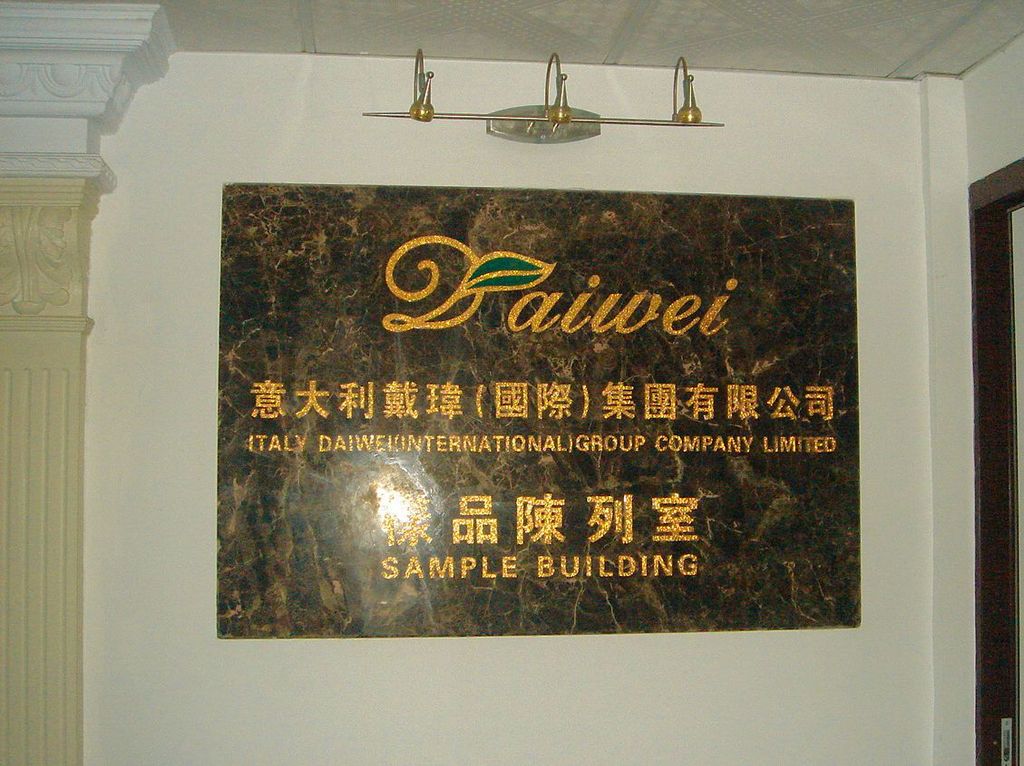 Daiwei
意大利戴瑋(國際)集團有限公司
ITALY DAIWEI(INTERNATIONAL)GROUP COMPANY LIMITED
品陳列室
SAMPLE BUILDING